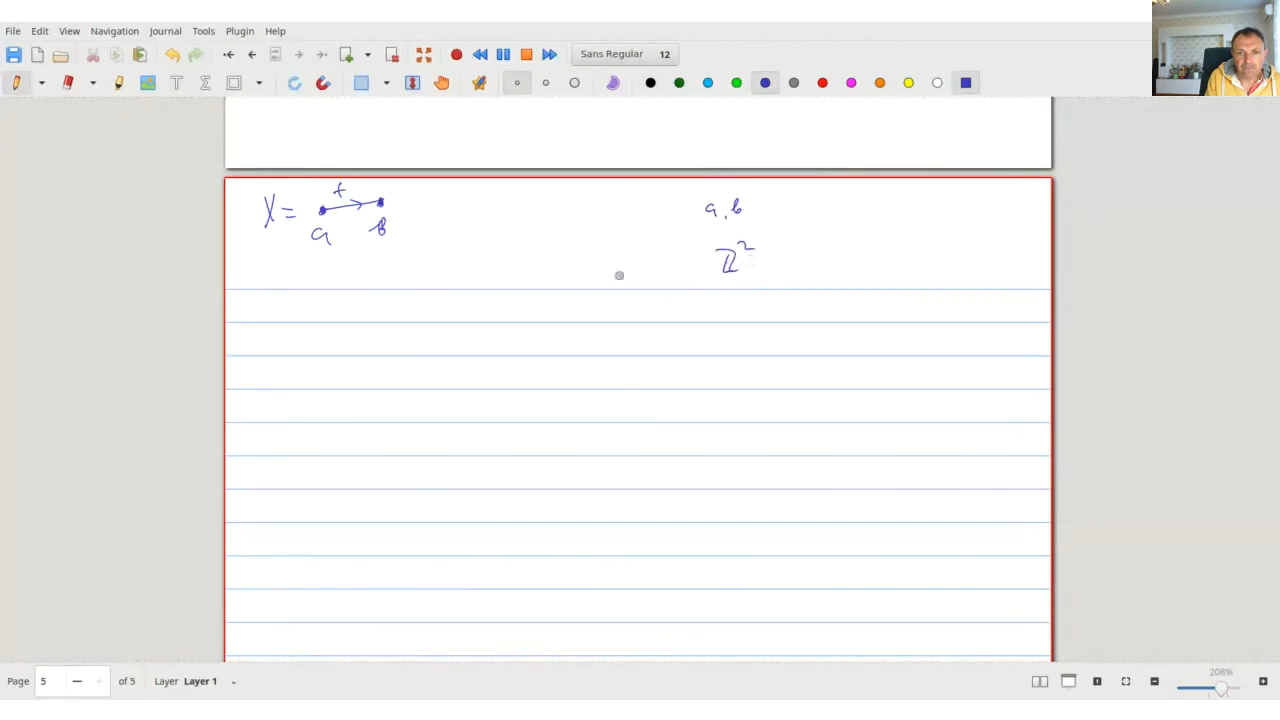 File Edit View Navigation Journal Tools Plugin Help
Sans Regular 12
X = f a, b
a b
ℤ²
Page 5 of 5 Layer Layer 1 208%